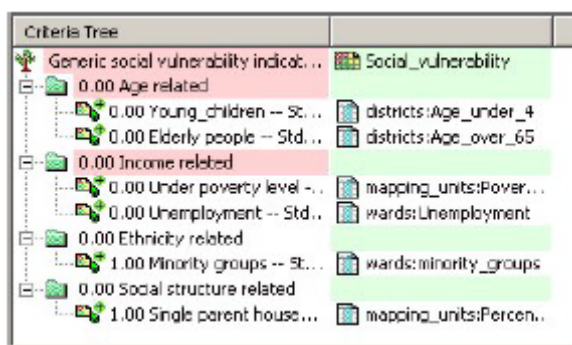 Criteria Tree
Generic social vulnerability indicat... Social_vulnerability
0.00 Age related
0.00 Young_children -- St... districts:Age_under_4
0.00 Elderly people -- Std... districts:Age_over_65
0.00 Income related
0.00 Under poverty level -.. mapping_units:Pover...
0.00 Unemployment -- Std.. wards:Unemployment
0.00 Ethnicity related
1.00 Minority groups -- St... wards:minority_groups
0.00 Social structure related
1.00 Single parent house... mapping_units:Percen..